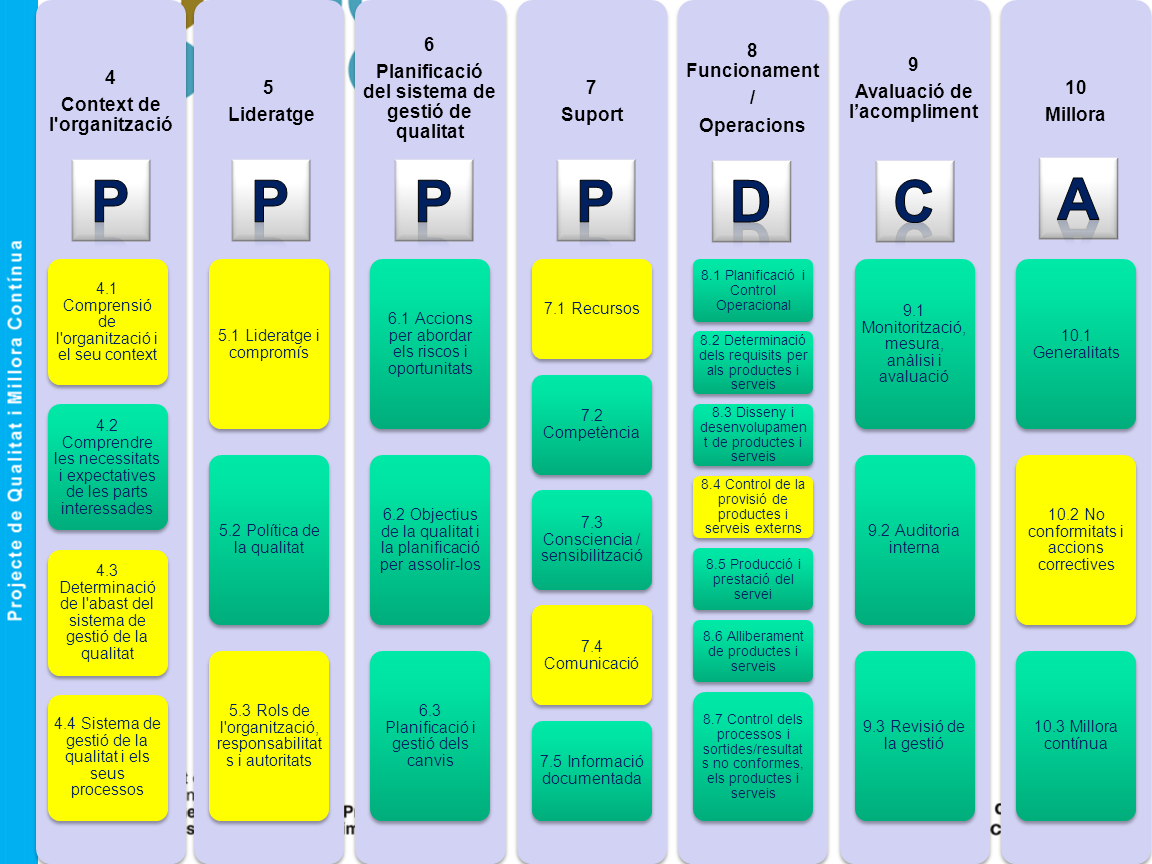 Projecte de Qualitat i Millora Contínua
4
Context de
l'organització
P
4.1
Comprensió
de
l'organització i
el seu context
4.2
Comprendre
les necessitats
i expectatives
de les parts
interessades
4.3
Determinació
de l'abast del
sistema de
gestió de la
qualitat
4.4 Sistema de
gestió de la
qualitat i els
seus
processos
5
Lideratge
P
5.1 Lideratge i
compromís
5.2 Política de
la qualitat
5.3 Rols de
l'organització,
responsabilitat
s i autoritats
6
Planificació
del sistema de
gestió de
qualitat
P
6.1 Accions
per abordar
els riscos i
oportunitats
6.2 Objectius
de la qualitat i
la planificació
per assolir-los
6.3
Planificació i
gestió dels
canvis
7
Suport
P
7.1 Recursos
7.2
Competència
7.3
Consciencia /
sensibilització
7.4
Comunicació
7.5 Informació
documentada
8
Funcionament
/
Operacions
D
8.1 Planificació i
Control
Operacional
8.2 Determinació
dels requisits per
als productes i
serveis
8.3 Disseny i
desenvolupamen
t de productes i
serveis
8.4 Control de la
provisió de
productes i
serveis externs
8.5 Producció i
prestació del
servei
8.6 Alliberament
de productes i
serveis
8.7 Control dels
processos i
sortides/resultat
s no conformes,
els productes i
serveis
9
Avaluació de
l’acompliment
C
9.1
Monitorització,
mesura,
anàlisi i
avaluació
9.2 Auditoria
interna
9.3 Revisió de
la gestió
10
Millora
A
10.1
Generalitats
10.2 No
conformitats i
accions
correctives
10.3 Millora
contínua